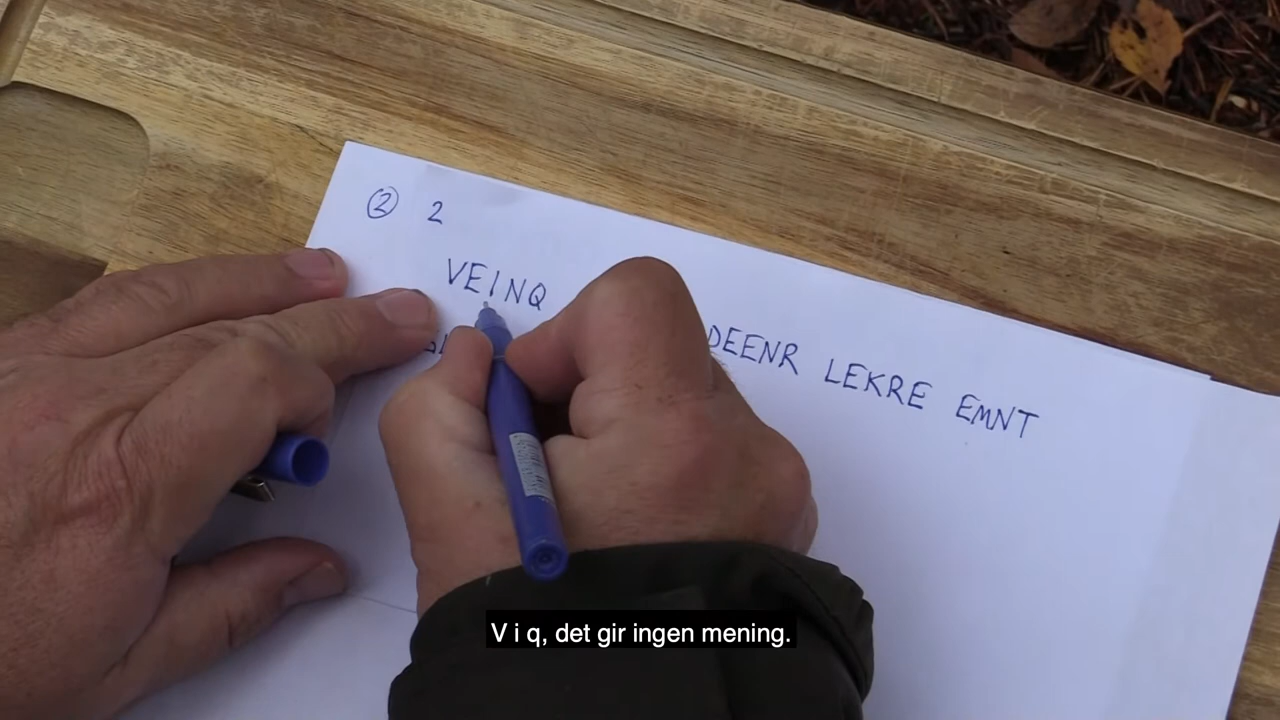 ② 2
VEINQ
DEENR LEKRE EMNT
V i q, det gir ingen mening.